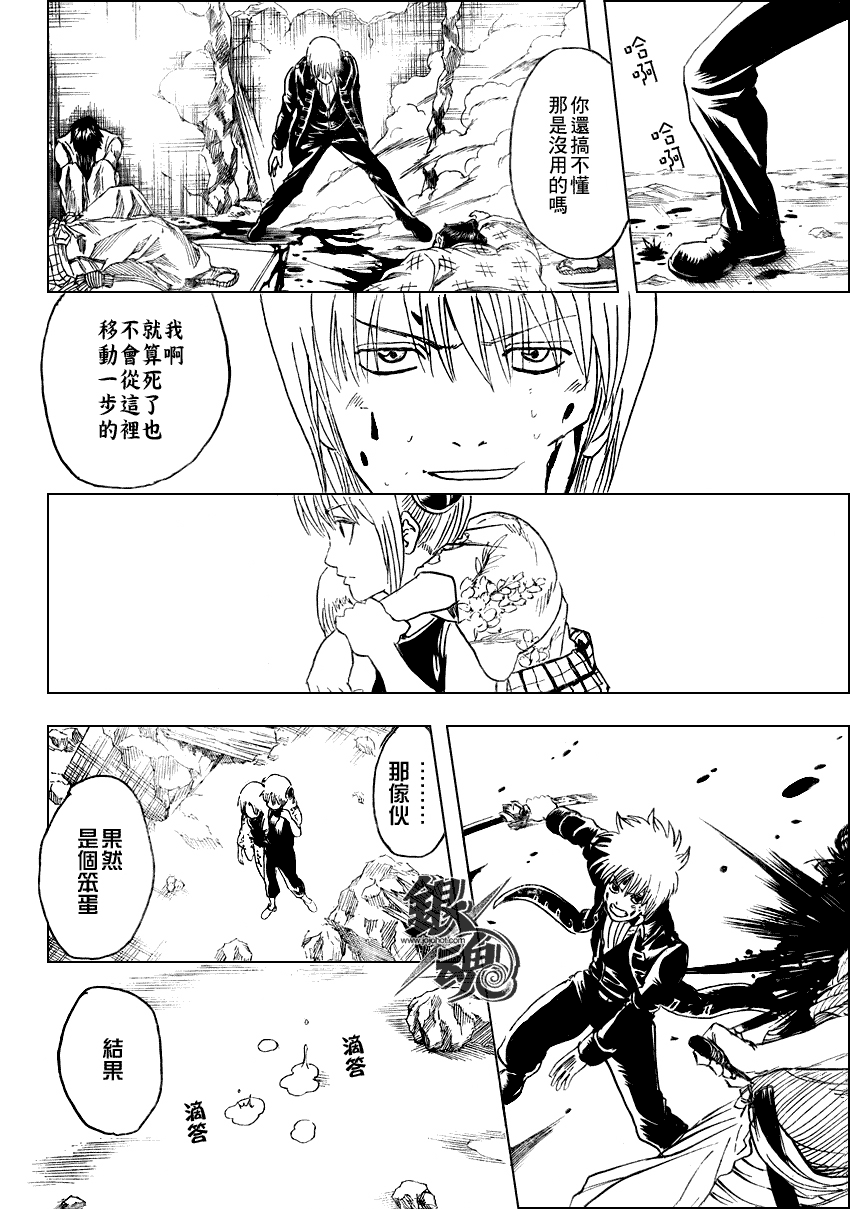 哈啊
哈啊
你還搞不懂
那是沒用的嗎
我啊
就算死了也
不會從這裡
移動一步的
………
那傢伙
果然
是個笨蛋
銀魂
www.jojohot.com
結果
滴答
滴答